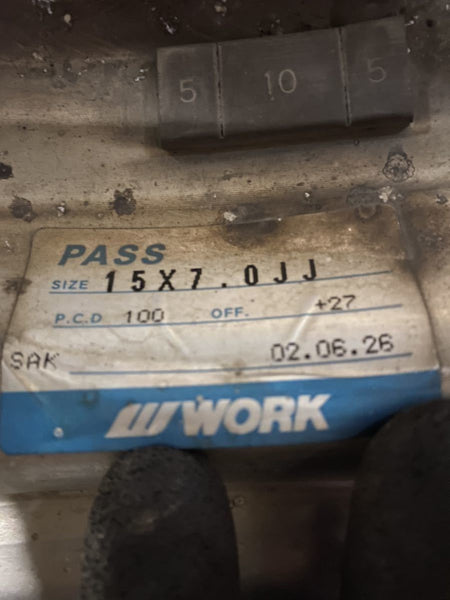 5 10 5
PASS
SIZE 15X7.0JJ
P.C.D 100 OFF. +27
SAK 02.06.26
WORK